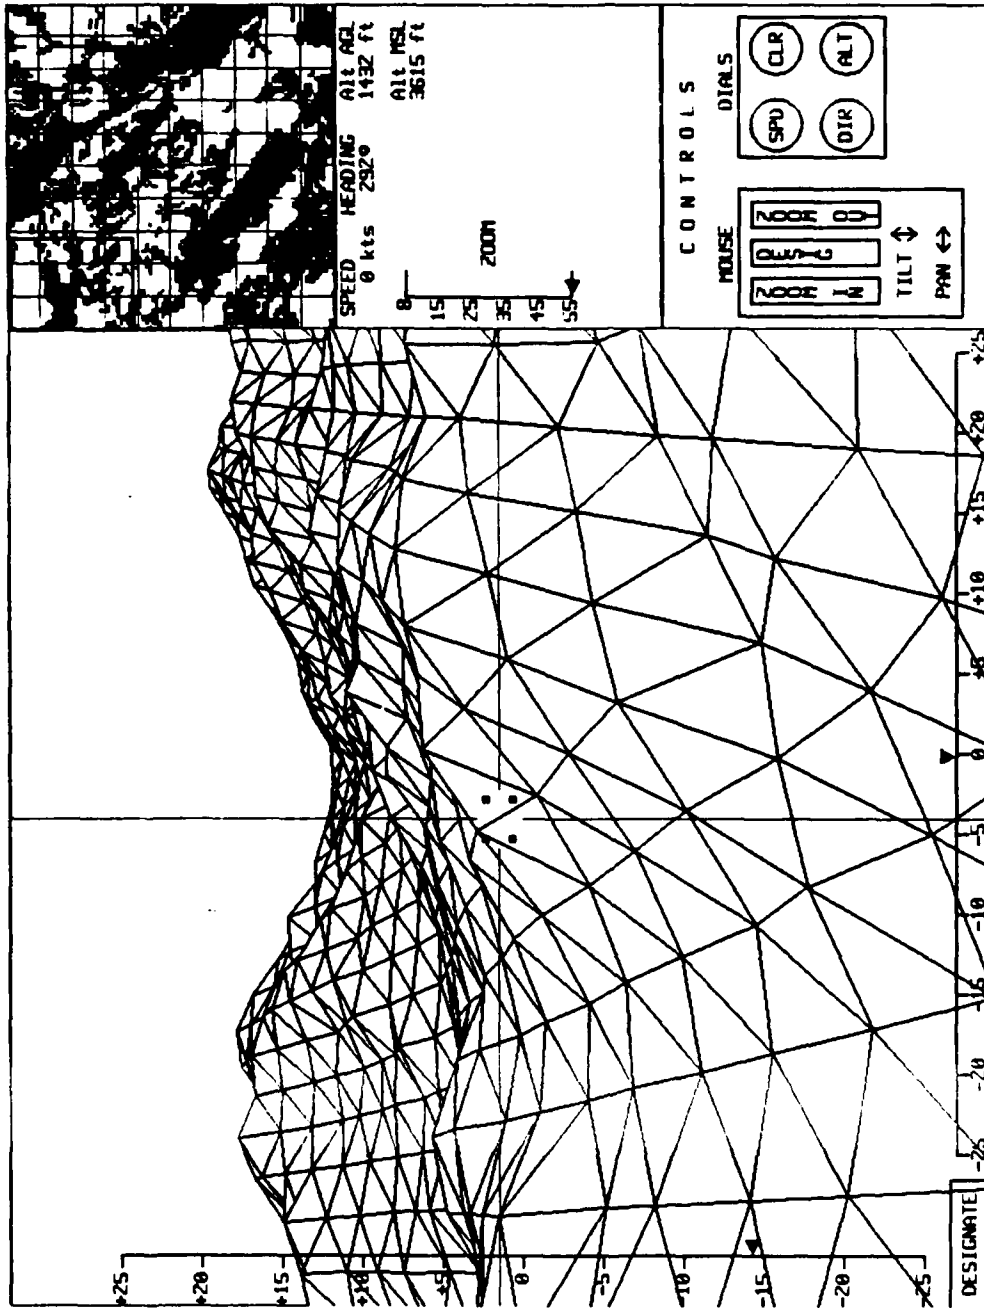 SPEED HEADING Alt AGL
0 kts 292° 1432 ft
Alt MSL
3615 ft
8
15
25
35
45
55
ZOOM
CONTROLS
MOUSE DIALS
ZOOM IN
DESIG
ZOOM OUT
TILT ↕
PAN ↔
SPD CLR
DIR ALT
+25
+20
+15
+10
+5
0
-5
-10
-15
-20
-25
DESIGNATE
-25 -20 -15 -10 -5 0 +5 +10 +15 +20 +25